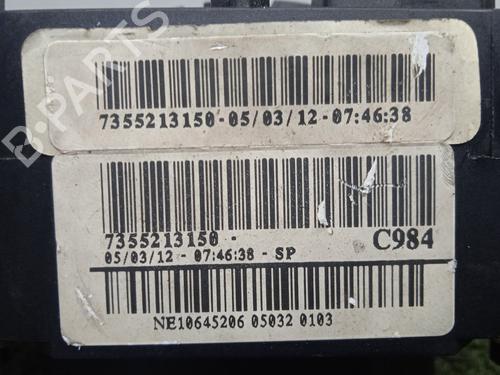 B-PARTS
7355213150-05/03/12-07:46:38
7355213150 - C984
05/03/12 - 07:46:38 - SP
NE10645206 05032 0103